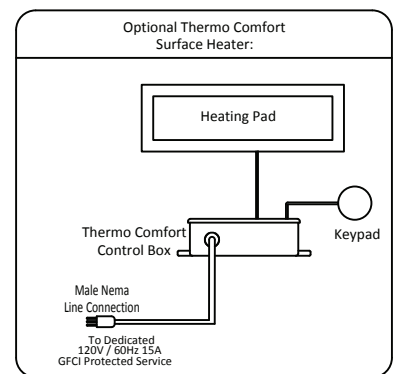 Optional Thermo Comfort
Surface Heater:
Heating Pad
Thermo Comfort
Control Box
Keypad
Male Nema
Line Connection
To Dedicated
120V / 60Hz 15A
GFCI Protected Service